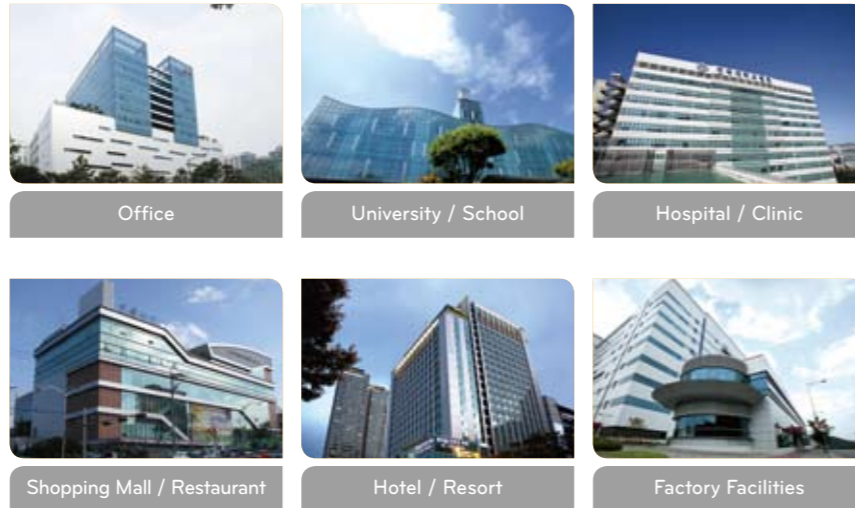 Office
University / School
Hospital / Clinic
Shopping Mall / Restaurant
Hotel / Resort
Factory Facilities